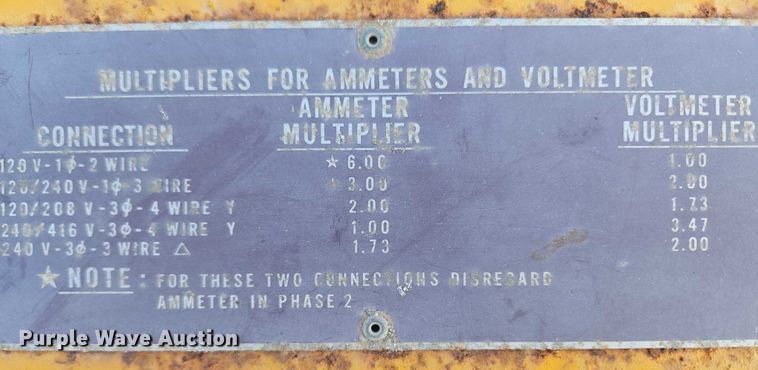 MULTIPLIERS FOR AMMETERS AND VOLTMETER
CONNECTION AMMETER MULTIPLIER VOLTMETER MULTIPLIER
120 V-1ϕ-2 WIRE ★ 6.00 1.00
120/240 V-1ϕ-3 WIRE ★ 3.00 2.00
120/208 V-3ϕ-4 WIRE Y 2.00 1.73
240/416 V-3ϕ-4 WIRE Y 1.00 3.47
240 V-3ϕ-3 WIRE △ 1.73 2.00
★ NOTE: FOR THESE TWO CONNECTIONS DISREGARD
AMMETER IN PHASE 2
Purple Wave Auction